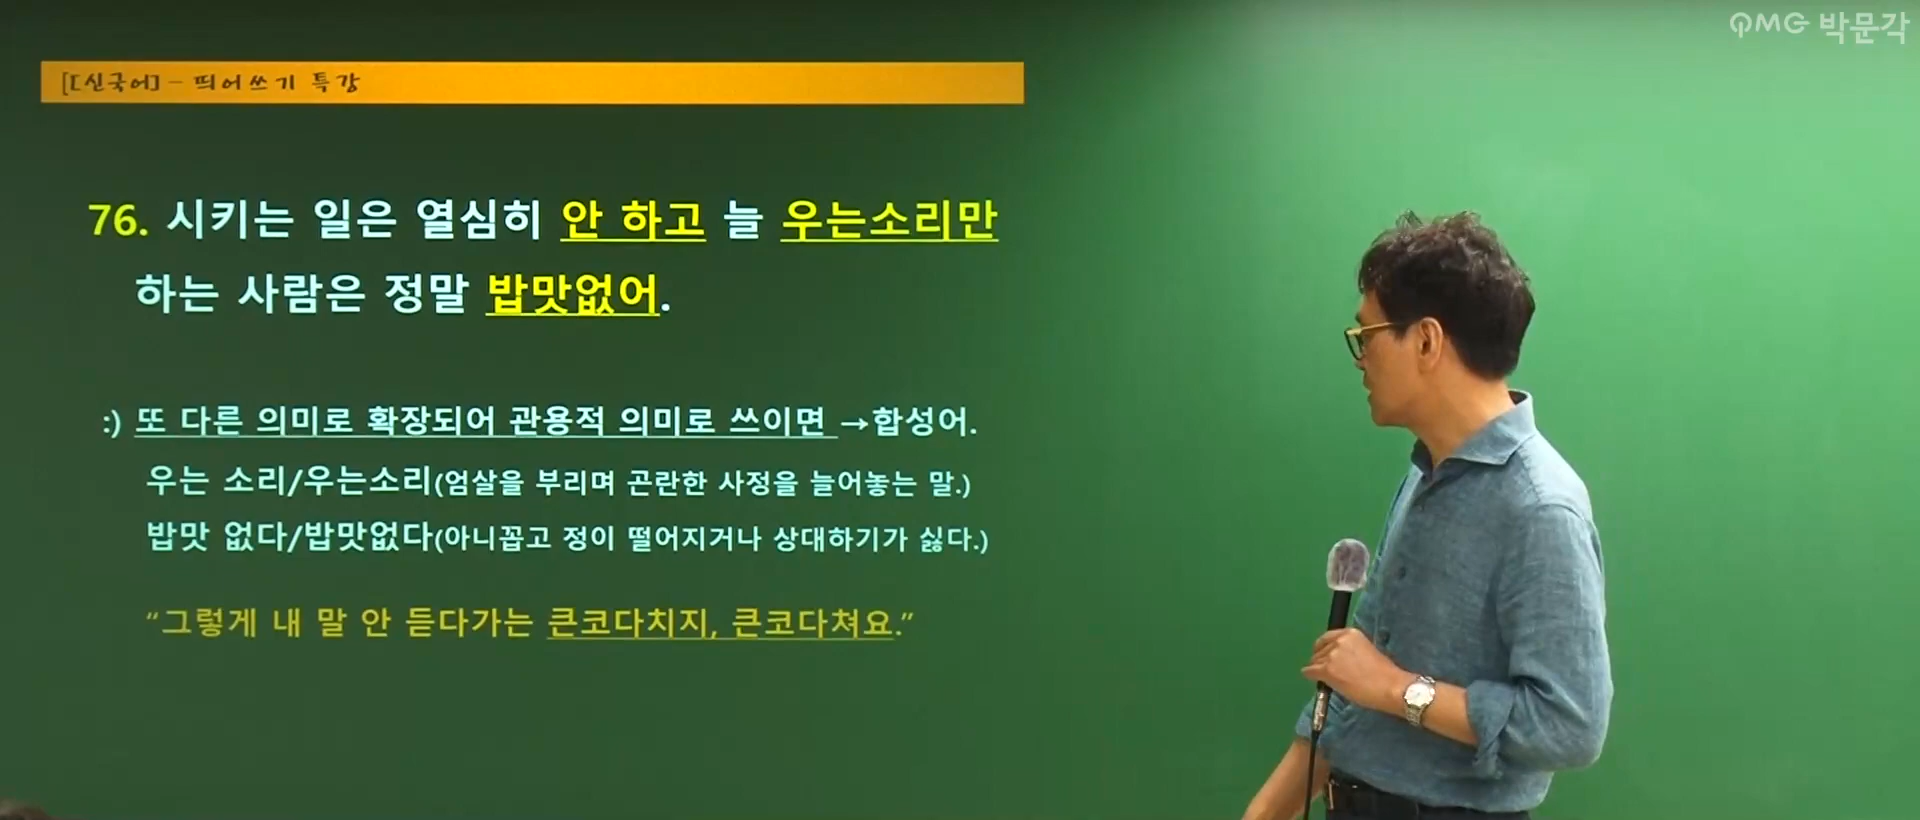 PMG 박문각
[[신국어] - 띄어쓰기 특강
76. 시키는 일은 열심히 안 하고 늘 우는소리만
하는 사람은 정말 밥맛없어.
:) 또 다른 의미로 확장되어 관용적 의미로 쓰이면 →합성어.
우는 소리/우는소리(엄살을 부리며 곤란한 사정을 늘어놓는 말.)
밥맛 없다/밥맛없다(아니꼽고 정이 떨어지거나 상대하기가 싫다.)
“그렇게 내 말 안 듣다가는 큰코다치지, 큰코다쳐요.”